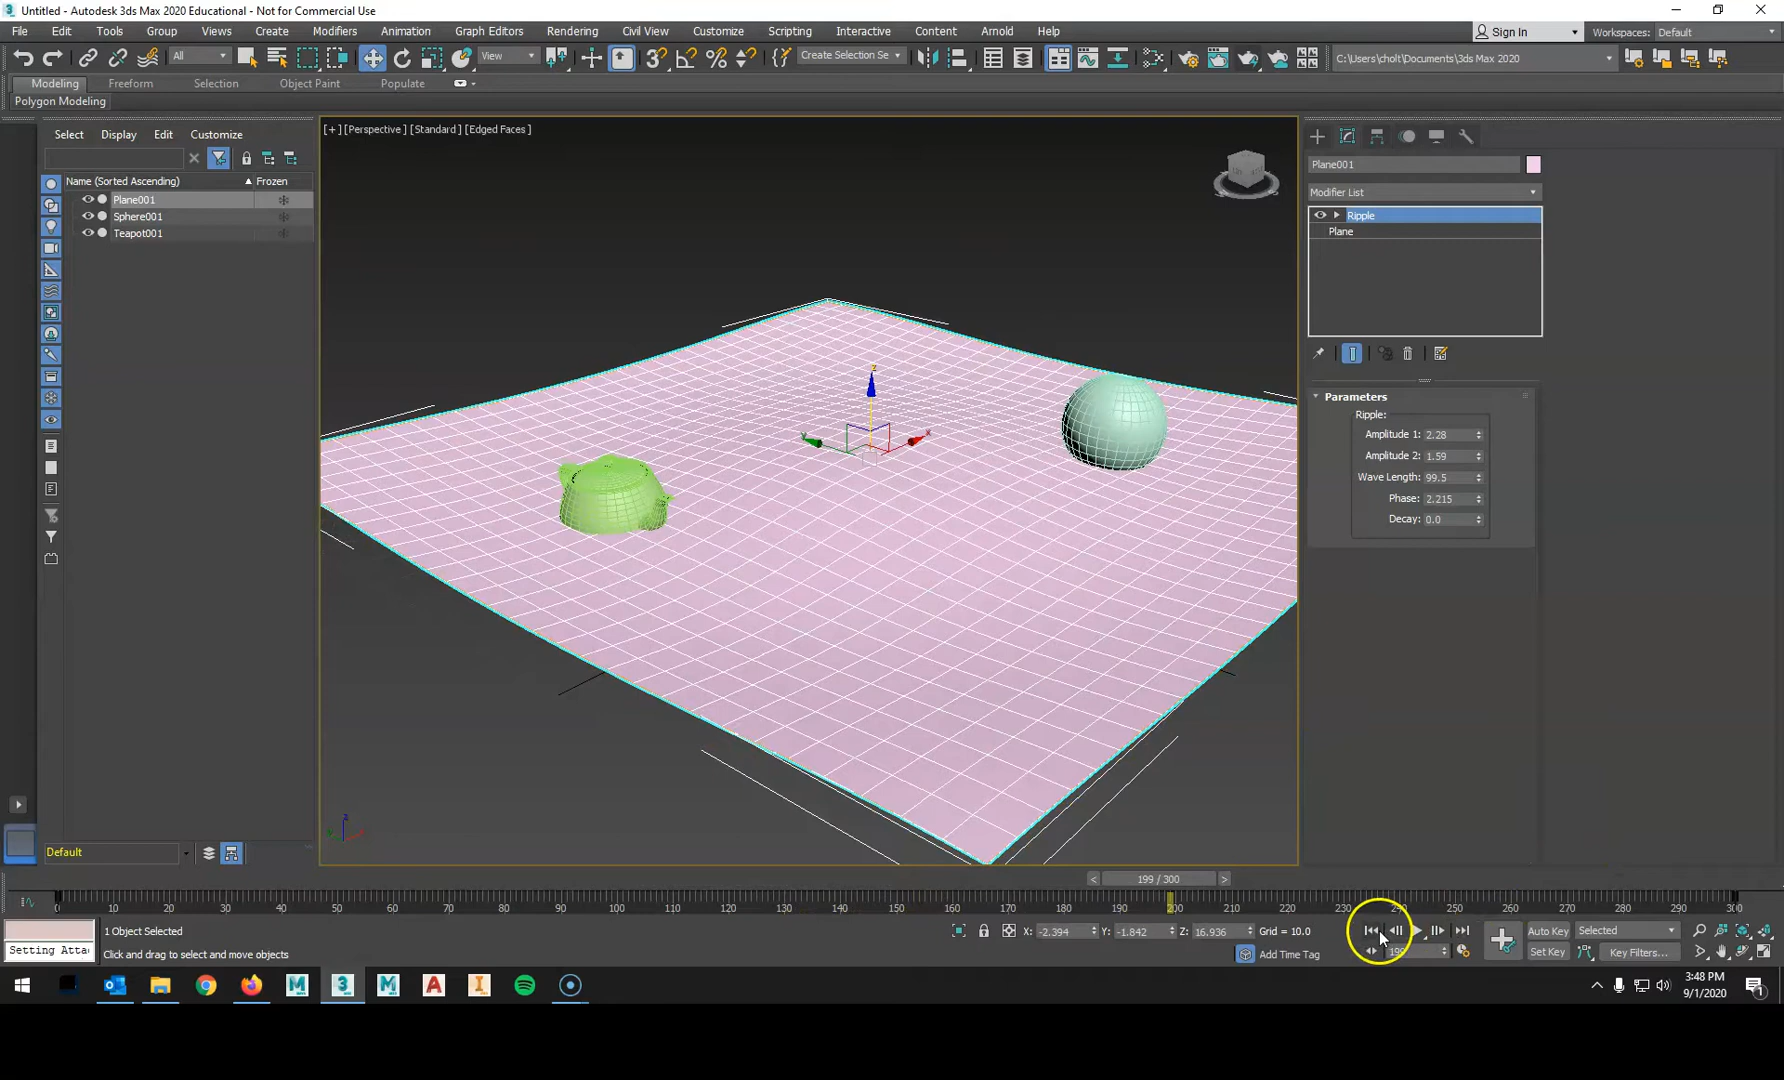 Untitled - Autodesk 3ds Max 2020 Educational - Not for Commercial Use
File Edit Tools Group Views Create Modifiers Animation Graph Editors Rendering Civil View Customize Scripting Interactive Content Arnold Help
Sign In Workspaces: Default
All View Create Selection Se C:\Users\cholt\Documents\3ds Max 2020
Modeling Freeform Selection Object Paint Populate
Polygon Modeling
Select Display Edit Customize
[+] [Perspective] [Standard] [Edged Faces]
Name (Sorted Ascending) Frozen
Plane001
Sphere001
Teapot001
Plane001
Modifier List
Ripple
Plane
Parameters
Ripple:
Amplitude 1: 2.28
Amplitude 2: 1.59
Wave Length: 99.5
Phase: 2.215
Decay: 0.0
z
y x
z
Default
199 / 300
0 10 20 30 40 50 60 70 80 90 100 110 120 130 140 150 160 170 180 190 200 210 220 230 240 250 260 270 280 290 300
1 Object Selected X: -2.394 Y: -1.842 Z: 16.936 Grid = 10.0 Auto Key Selected
Setting Atta Click and drag to select and move objects Add Time Tag 199 Set Key Key Filters...
3:48 PM
9/1/2020